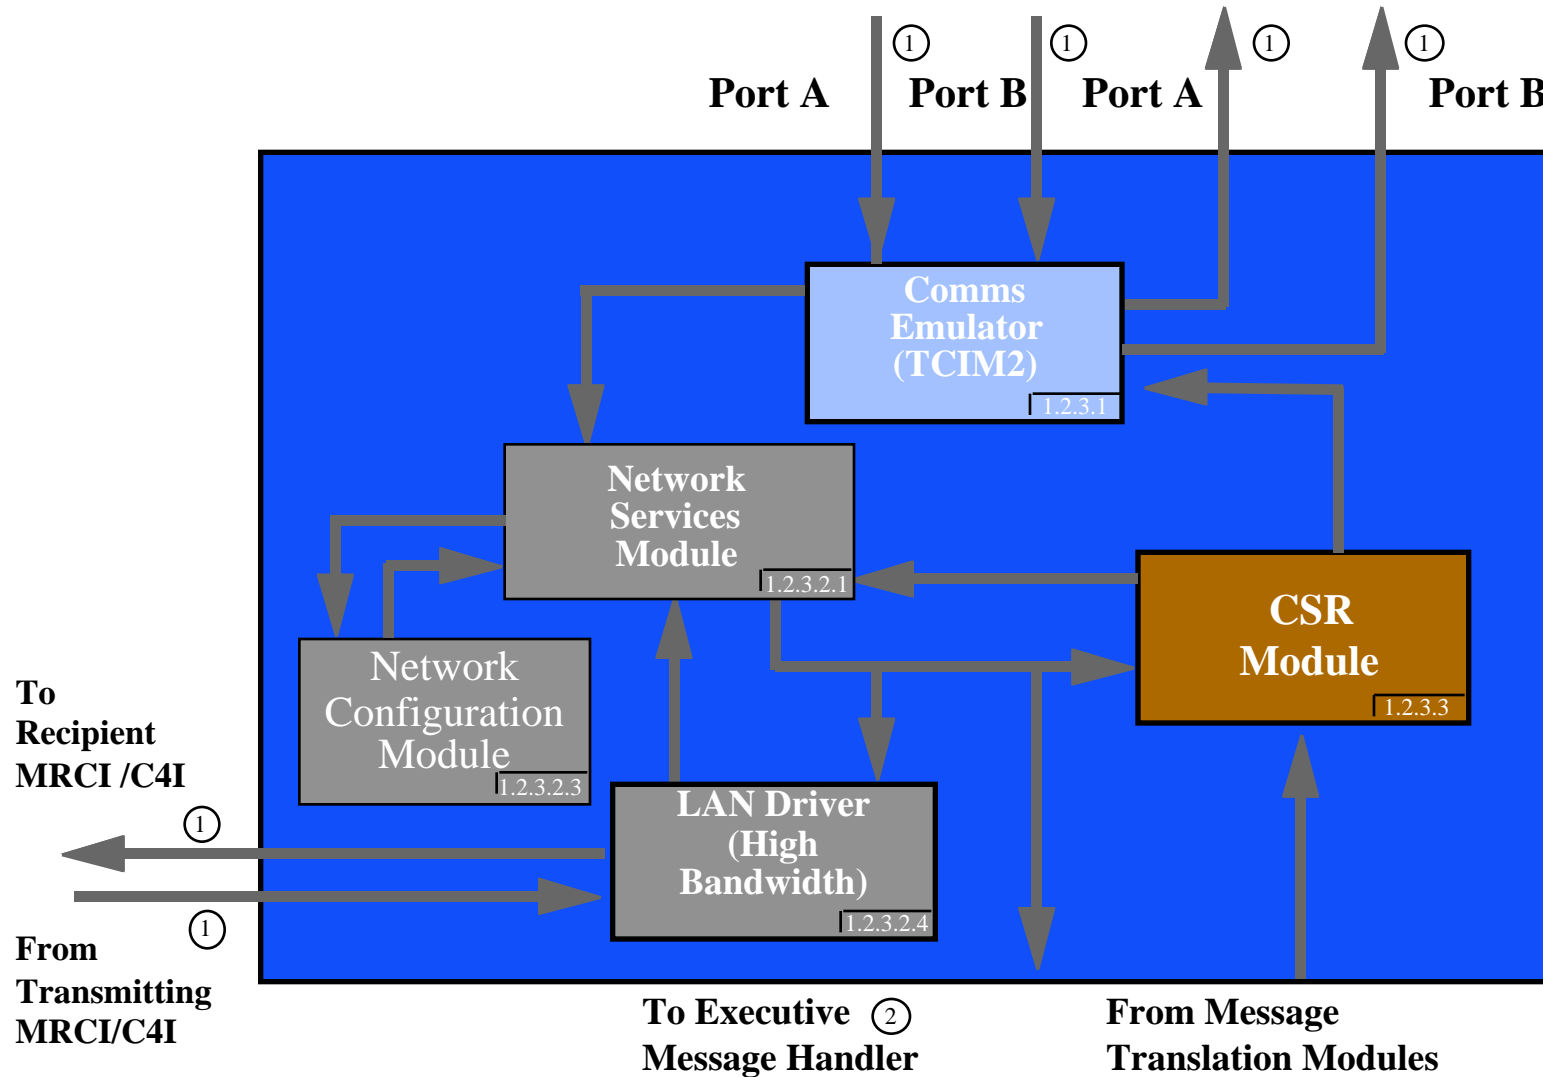 1 1 1 1
Port A Port B Port A Port B
Comms
Emulator
(TCIM2)
1.2.3.1
Network
Services
Module
1.2.3.2.1
CSR
Module
1.2.3.3
Network
Configuration
Module
1.2.3.2.3
To
Recipient
MRCI /C4I
1
LAN Driver
(High
Bandwidth)
1.2.3.2.4
1
From
Transmitting
MRCI/C4I
To Executive 2
Message Handler
From Message
Translation Modules